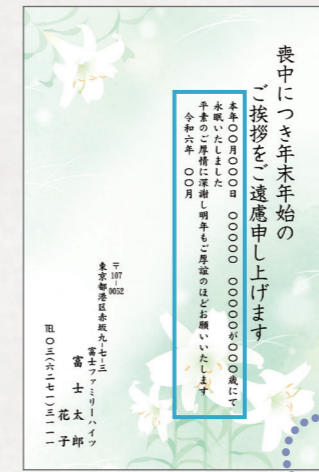 喪中につき年末年始の
ご挨拶をご遠慮申し上げます
本年〇〇月〇〇〇日　〇〇〇〇〇　〇〇〇〇〇が〇〇〇歳にて
永眠いたしました
平素のご厚情に深謝し明年もご厚誼のほどお願いいたします
令和六年　〇〇月
〒107-0052
東京都港区赤坂九-七-三
富士ファミリーハイツ
富士太郎
花子
TEL 〇三(六二七一)三一一一